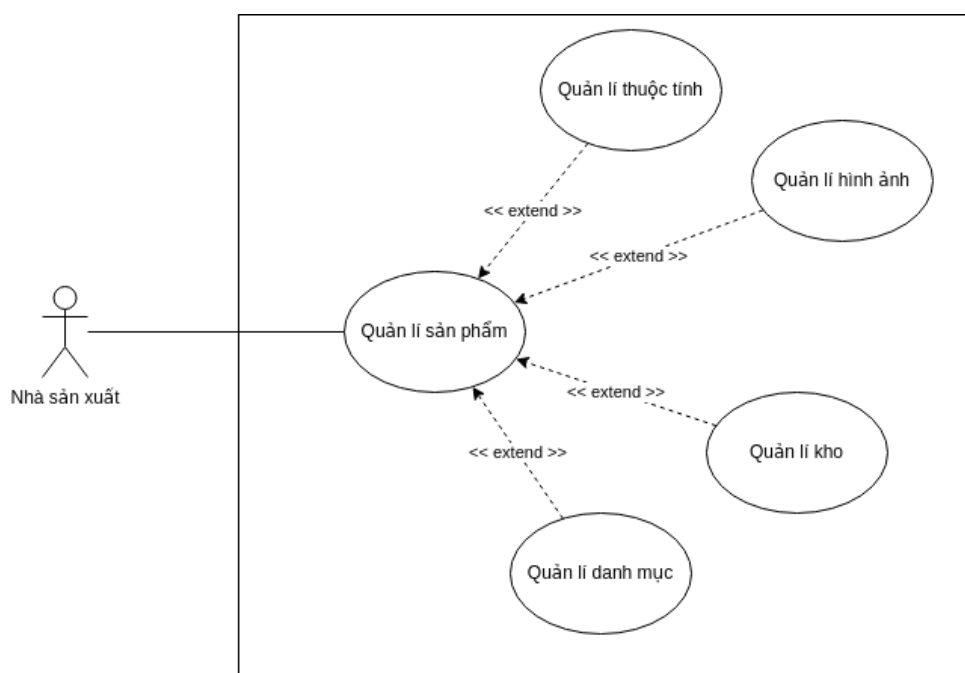 Quản lí thuộc tính
Quản lí hình ảnh
<< extend >>
<< extend >>
Quản lí sản phẩm
Nhà sản xuất
<< extend >>
Quản lí kho
<< extend >>
Quản lí danh mục